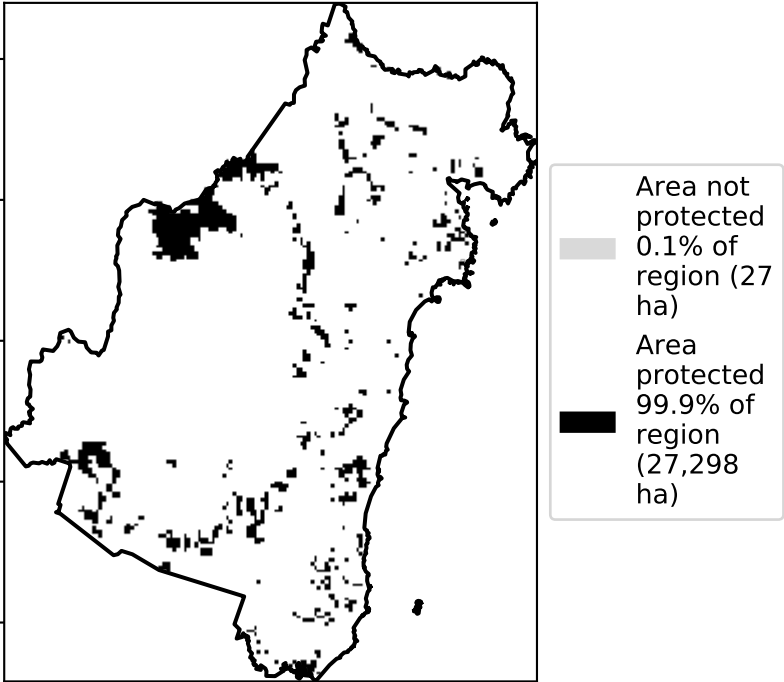 Area not
protected
0.1% of
region (27
ha)
Area
protected
99.9% of
region
(27,298
ha)